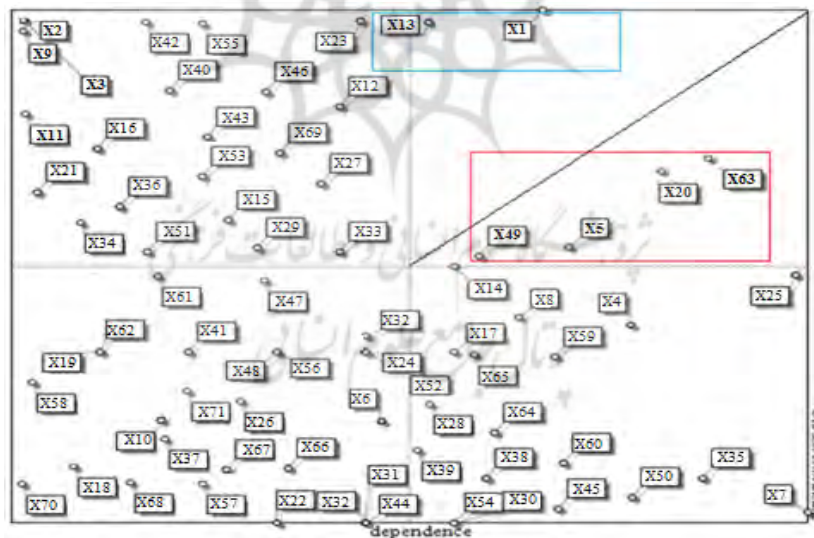 X2 X42 X55 X23 X13 X1
X9
X3 X40 X46 X12
X11 X16 X43 X69
X53 X27 X63
X21 X36 X20
X15
X34 X51 X29 X33 X49 X5
X61 X47 X14 X25
X8 X4
X62 X41 X32 X17 X59
X19 X48 X56 X24 X65
X58 X52
X71 X26 X6 X28 X64
X10
X37 X67 X66 X31 X39 X38 X60 X35
X70 X18 X68 X57 X22 X32 X44 X54 X30 X45 X50 X7
dependence